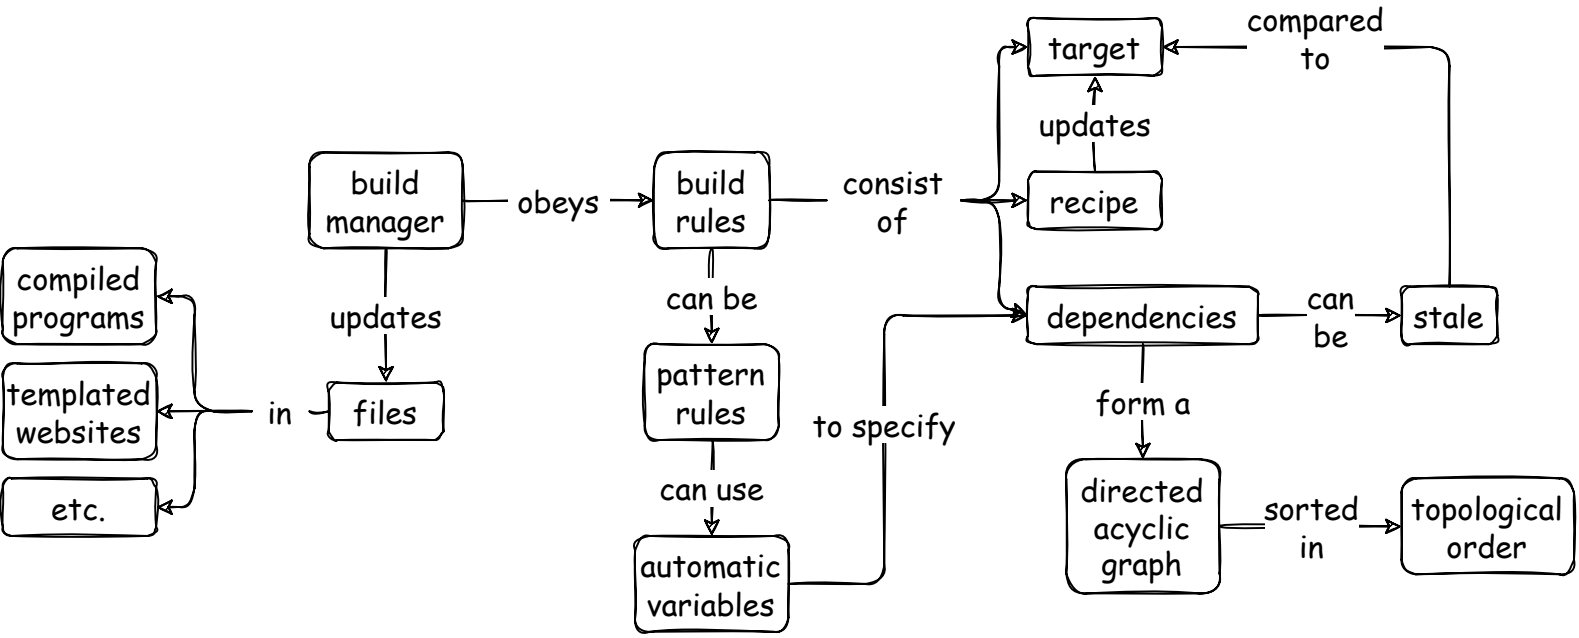 compared
to
target
updates
build
manager
obeys
build
rules
consist
of
recipe
compiled
programs
updates
can be
dependencies
can
be
stale
templated
websites
in
files
pattern
rules
to specify
form a
etc.
can use
directed
acyclic
graph
sorted
in
topological
order
automatic
variables